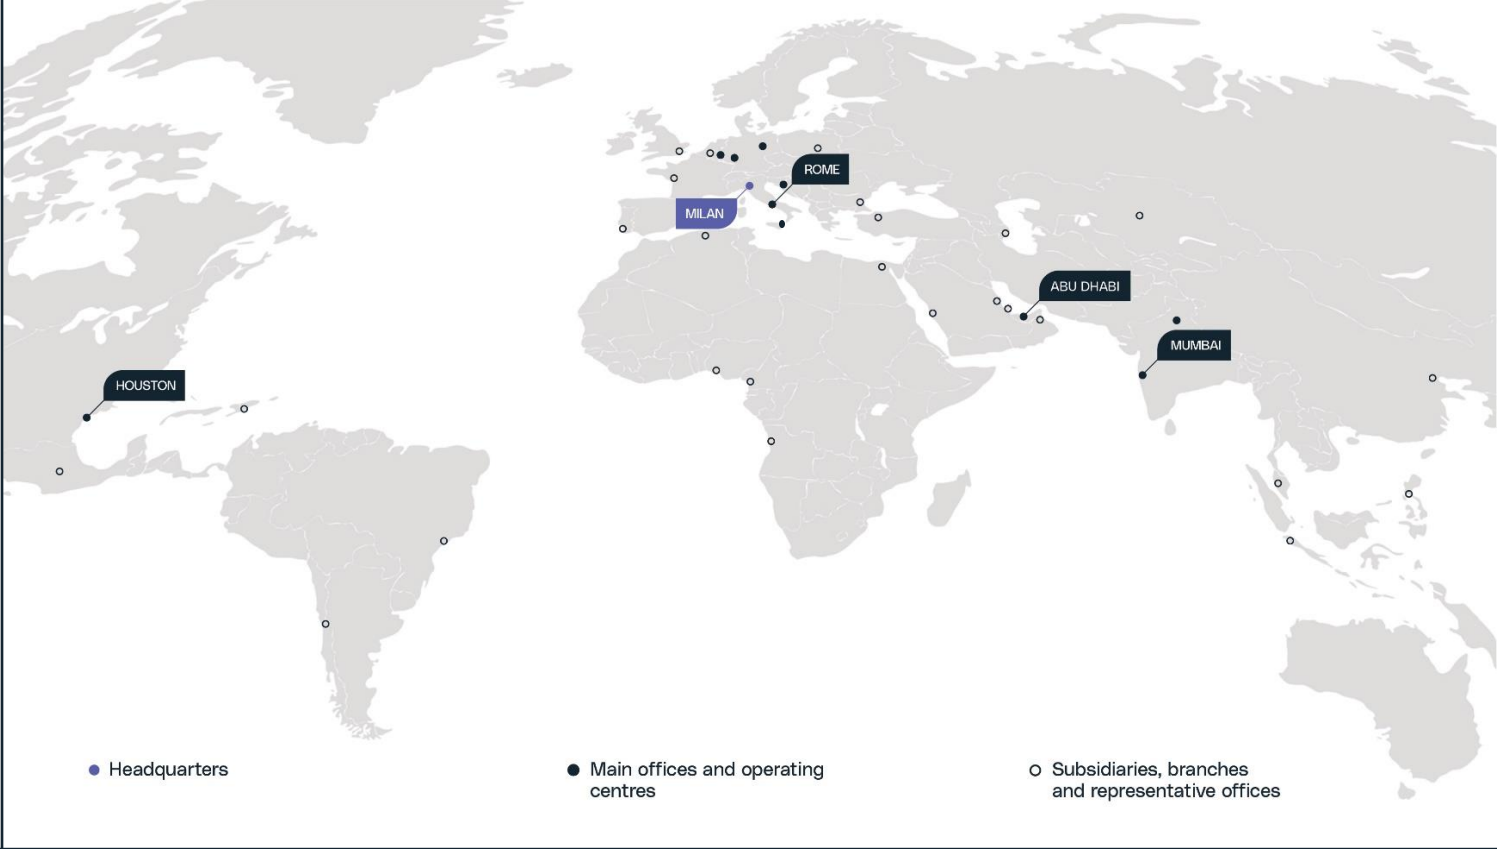 ROME
MILAN
ABU DHABI
MUMBAI
HOUSTON
Headquarters
Main offices and operating
centres
Subsidiaries, branches
and representative offices